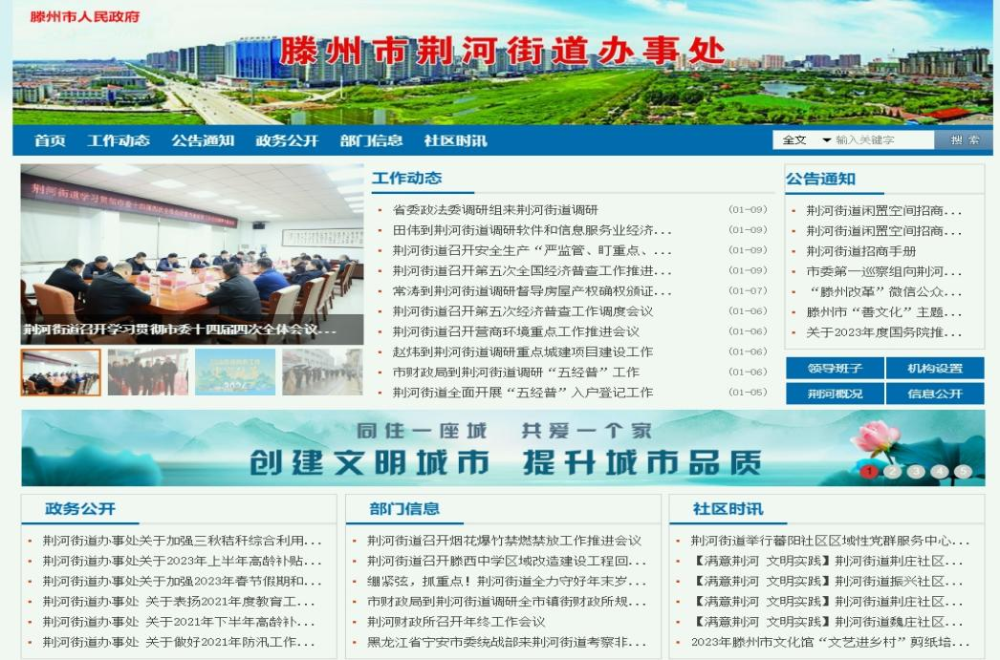 滕州市人民政府
滕州市荆河街道办事处
首页 工作动态 公告通知 政务公开 部门信息 社区时讯
全文 输入关键字 搜索
荆河街道召开学习贯彻市委十四届四次全体会议...
工作动态
省委政法委调研组来荆河街道调研 (01-09)
田伟到荆河街道调研软件和信息服务业经济... (01-09)
荆河街道召开安全生产“严监管、盯重点、... (01-09)
荆河街道召开第五次全国经济普查工作推进... (01-09)
常涛到荆河街道调研督导房屋产权确权颁证... (01-07)
荆河街道召开第五次经济普查工作调度会议 (01-06)
荆河街道召开营商环境重点工作推进会议 (01-06)
赵炜到荆河街道调研重点城建项目建设工作 (01-06)
市财政局到荆河街道调研“五经普”工作 (01-06)
荆河街道全面开展“五经普”入户登记工作 (01-05)
公告通知
荆河街道闲置空间招商...
荆河街道闲置空间招商...
荆河街道招商手册
市委第一巡察组向荆河...
“滕州改革”微信公众...
滕州市“善文化”主题...
关于2023年度国务院推...
领导班子 机构设置
荆河概况 信息公开
同住一座城 共爱一个家
创建文明城市 提升城市品质
1 2 3 4 5
政务公开
荆河街道办事处关于加强三秋秸秆综合利用...
荆河街道办事处关于2023年上半年高龄补贴...
荆河街道办事处关于加强2023年春节假期和...
荆河街道办事处 关于表扬2021年度教育工...
荆河街道办事处 关于2021年下半年高龄补...
荆河街道办事处 关于做好2021年防汛工作...
部门信息
荆河街道召开烟花爆竹禁燃禁放工作推进会议
荆河街道召开滕西中学区域改造建设工程回...
绷紧弦，抓重点！荆河街道全力守好年末岁...
市财政局到荆河街道调研全市镇街财政所规...
荆河财政所召开年终工作会议
黑龙江省宁安市委统战部来荆河街道考察非...
社区时讯
荆河街道举行蕃阳社区区域性党群服务中心...
【满意荆河 文明实践】荆河街道荆庄社区...
【满意荆河 文明实践】荆河街道振兴社区...
【满意荆河 文明实践】荆河街道荆庄社区...
【满意荆河 文明实践】荆河街道魏庄社区...
2023年滕州市文化馆“文艺进乡村”剪纸培...